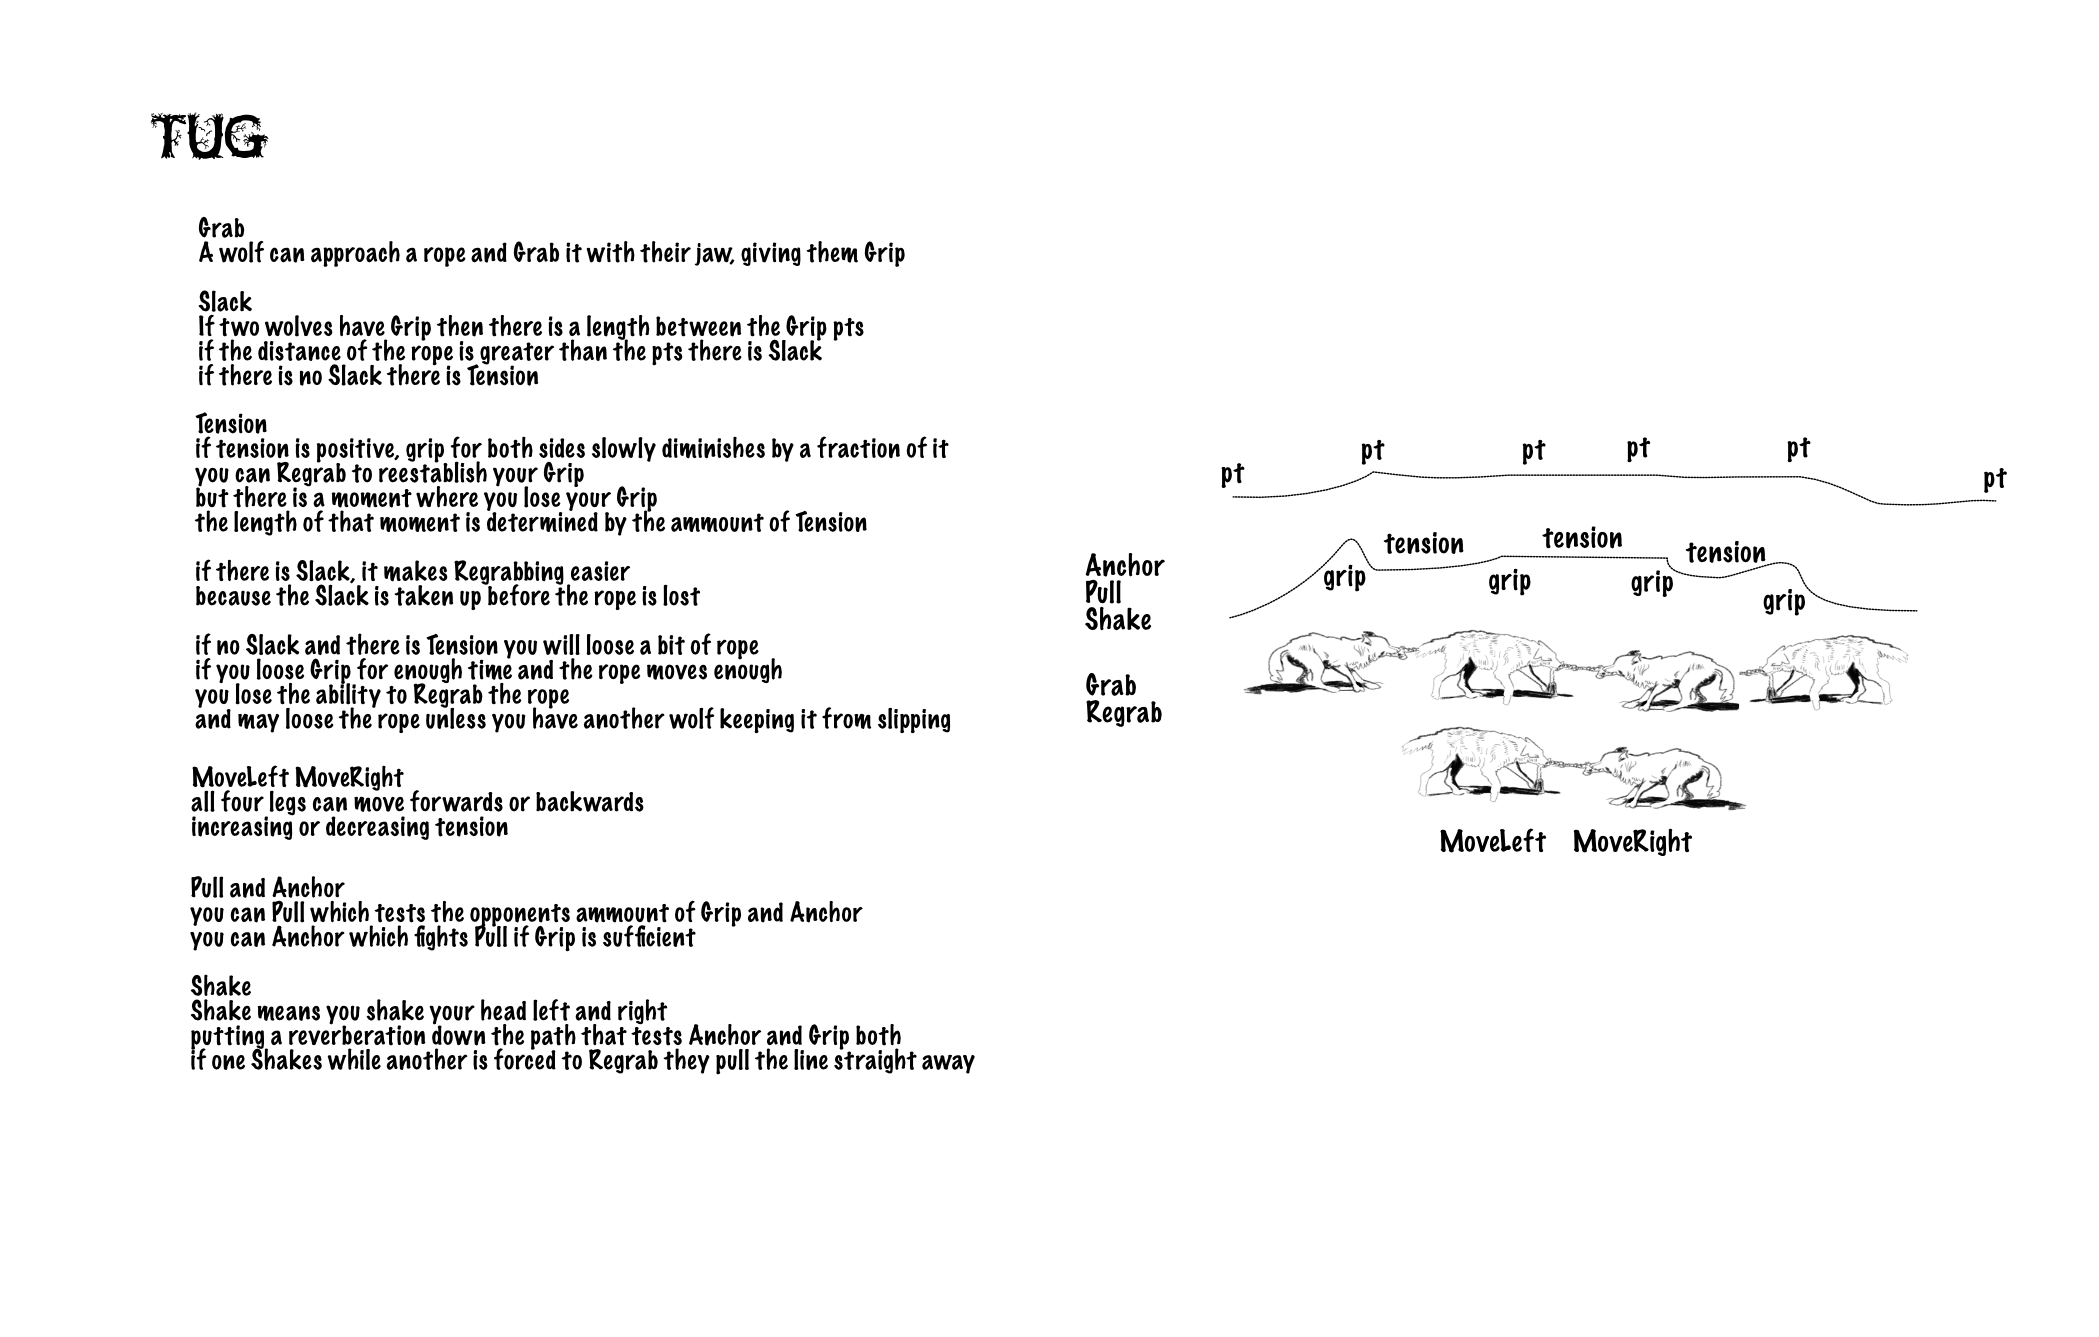 TUG
Grab
A wolf can approach a rope and Grab it with their jaw, giving them Grip
Slack
If two wolves have Grip then there is a length between the Grip pts
if the distance of the rope is greater than the pts there is Slack
if there is no Slack there is Tension
Tension
if tension is positive, grip for both sides slowly diminishes by a fraction of it
you can Regrab to reestablish your Grip
but there is a moment where you lose your Grip
the length of that moment is determined by the ammount of Tension
if there is Slack, it makes Regrabbing easier
because the Slack is taken up before the rope is lost
if no Slack and there is Tension you will loose a bit of rope
if you loose Grip for enough time and the rope moves enough
you lose the ability to Regrab the rope
and may loose the rope unless you have another wolf keeping it from slipping
MoveLeft MoveRight
all four legs can move forwards or backwards
increasing or decreasing tension
Pull and Anchor
you can Pull which tests the opponents ammount of Grip and Anchor
you can Anchor which fights Pull if Grip is sufficient
Shake
Shake means you shake your head left and right
putting a reverberation down the path that tests Anchor and Grip both
if one Shakes while another is forced to Regrab they pull the line straight away
pt pt pt pt pt pt
tension tension tension
grip grip grip grip
Anchor
Pull
Shake
Grab
Regrab
MoveLeft MoveRight